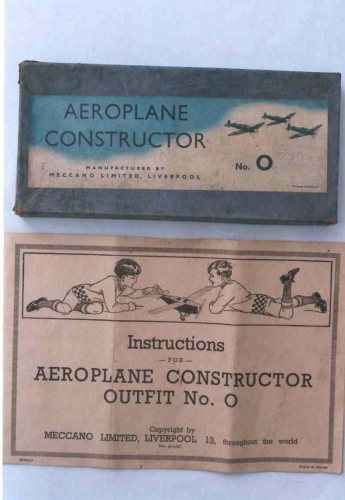 AEROPLANE
CONSTRUCTOR
MANUFACTURED BY
MECCANO LIMITED, LIVERPOOL
No. O
Instructions
— FOR —
AEROPLANE CONSTRUCTOR
OUTFIT No. O
Copyright by
MECCANO LIMITED, LIVERPOOL 13, throughout the world